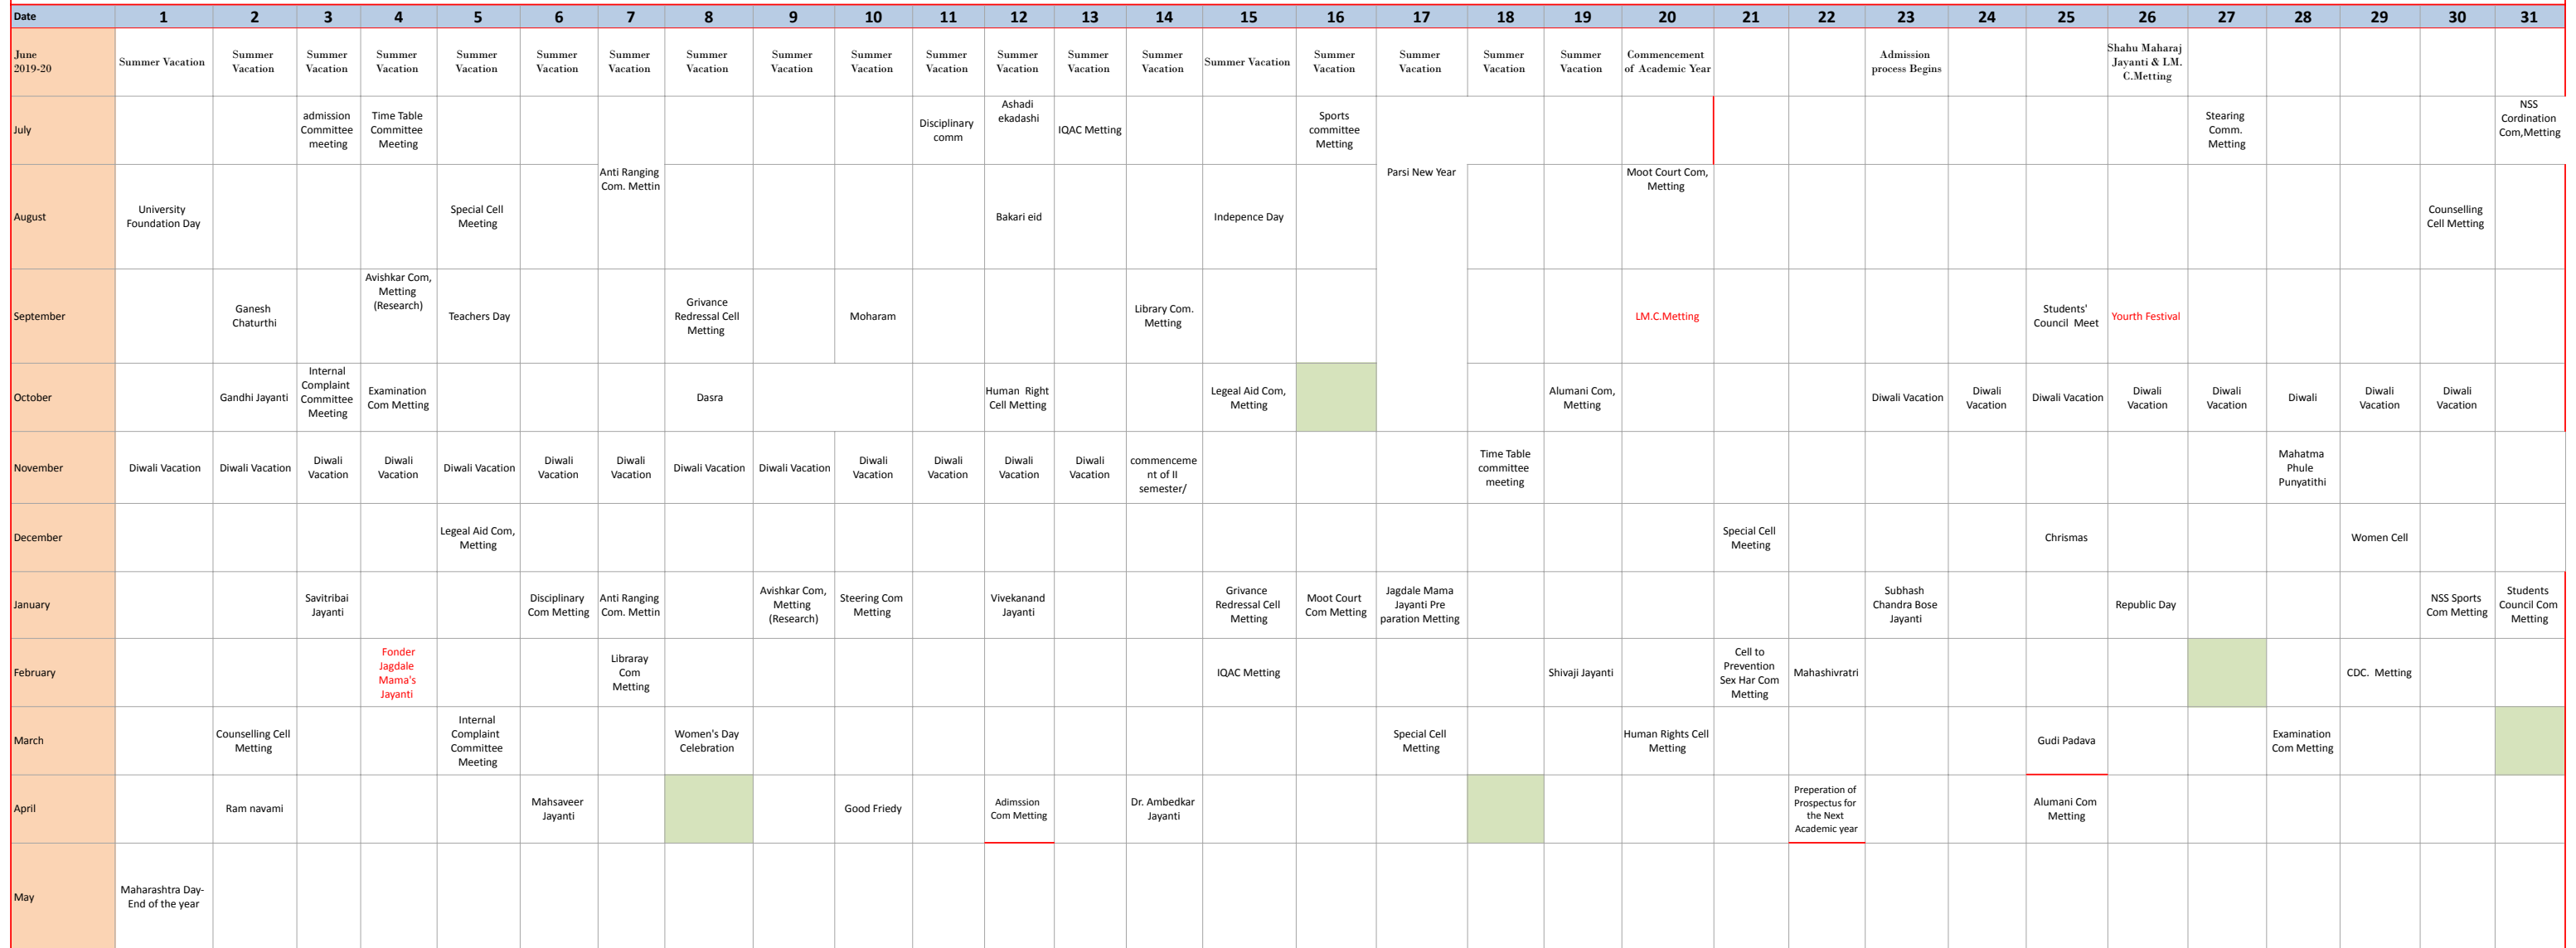 Date 1 2 3 4 5 6 7 8 9 10 11 12 13 14 15 16 17 18 19 20 21 22 23 24 25 26 27 28 29 30 31
June
2019-20
Summer Vacation
Summer
Vacation
Summer
Vacation
Summer
Vacation
Summer
Vacation
Summer
Vacation
Summer
Vacation
Summer
Vacation
Summer
Vacation
Summer
Vacation
Summer
Vacation
Summer
Vacation
Summer
Vacation
Summer
Vacation
Summer Vacation
Summer
Vacation
Summer
Vacation
Summer
Vacation
Summer
Vacation
Commencement
of Academic Year
Admission
process Begins
Shahu Maharaj
Jayanti & LM.
C.Metting
July
admission
Committee
meeting
Time Table
Committee
Meeting
Disciplinary
comm
Ashadi
ekadashi
IQAC Metting
Sports
committee
Metting
Stearing
Comm.
Metting
NSS
Cordination
Com,Metting
August
University
Foundation Day
Special Cell
Meeting
Anti Ranging
Com. Mettin
Bakari eid
Indepence Day
Parsi New Year
Moot Court Com,
Metting
Counselling
Cell Metting
September
Ganesh
Chaturthi
Avishkar Com,
Metting
(Research)
Teachers Day
Grivance
Redressal Cell
Metting
Moharam
Library Com.
Metting
LM.C.Metting
Students'
Council Meet
Yourth Festival
October
Gandhi Jayanti
Internal
Complaint
Committee
Meeting
Examination
Com Metting
Dasra
Human Right
Cell Metting
Legeal Aid Com,
Metting
Alumani Com,
Metting
Diwali Vacation
Diwali
Vacation
Diwali Vacation
Diwali
Vacation
Diwali
Vacation
Diwali
Diwali
Vacation
Diwali
Vacation
November
Diwali Vacation
Diwali Vacation
Diwali
Vacation
Diwali
Vacation
Diwali Vacation
Diwali
Vacation
Diwali
Vacation
Diwali Vacation
Diwali Vacation
Diwali
Vacation
Diwali
Vacation
Diwali
Vacation
Diwali
Vacation
commenceme
nt of II
semester/
Time Table
committee
meeting
Mahatma
Phule
Punyatithi
December
Legeal Aid Com,
Metting
Special Cell
Meeting
Chrismas
Women Cell
January
Savitribai
Jayanti
Disciplinary
Com Metting
Anti Ranging
Com. Mettin
Avishkar Com,
Metting
(Research)
Steering Com
Metting
Vivekanand
Jayanti
Grivance
Redressal Cell
Metting
Moot Court
Com Metting
Jagdale Mama
Jayanti Pre
paration Metting
Subhash
Chandra Bose
Jayanti
Republic Day
NSS Sports
Com Metting
Students
Council Com
Metting
February
Fonder
Jagdale
Mama's
Jayanti
Libraray
Com
Metting
IQAC Metting
Shivaji Jayanti
Cell to
Prevention
Sex Har Com
Metting
Mahashivratri
CDC. Metting
March
Counselling Cell
Metting
Internal
Complaint
Committee
Meeting
Women's Day
Celebration
Special Cell
Metting
Human Rights Cell
Metting
Gudi Padava
Examination
Com Metting
April
Ram navami
Mahsaveer
Jayanti
Good Friedy
Adimssion
Com Metting
Dr. Ambedkar
Jayanti
Preperation of
Prospectus for
the Next
Academic year
Alumani Com
Metting
May
Maharashtra Day-
End of the year